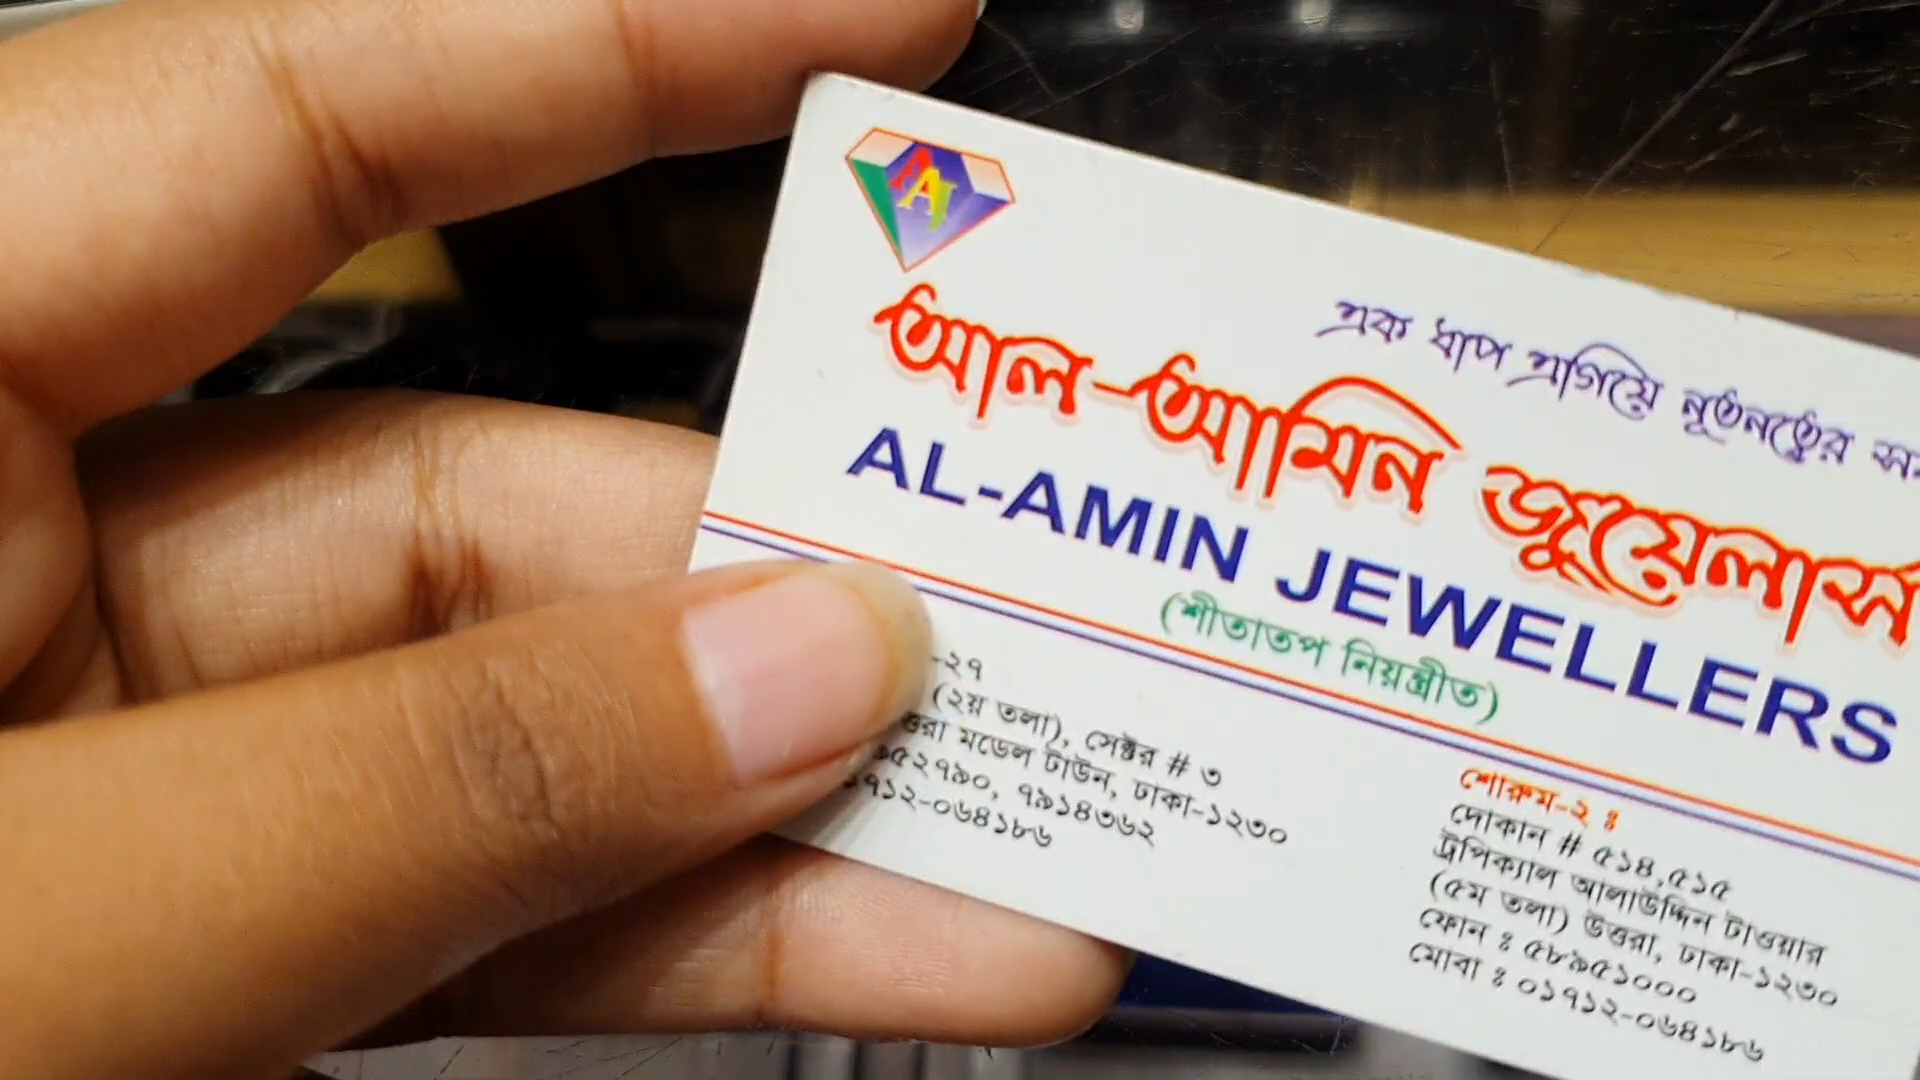 AJ
এক ধাপ এগিয়ে নূতনত্বের
আল-আমিন জুয়েলার্স
AL-AMIN JEWELLERS
(শীতাতপ নিয়ন্ত্রীত)
-২৭
(২য় তলা), সেক্টর # ৩
মডেল টাউন, ঢাকা-১২৩০
৫২৭৯০, ৭৯১৪৩৬২
৭১২-০৬৪১৮৬
শোরুম-২ ঃ
দোকান # ৫১৪,৫১৫
ট্রপিক্যাল আলাউদ্দিন টাওয়ার
(৫ম তলা) উত্তরা, ঢাকা-১২৩০
ফোন ঃ ৫৮৯৫১০০০
মোবা ঃ ০১৭১২-০৬৪১৮৬